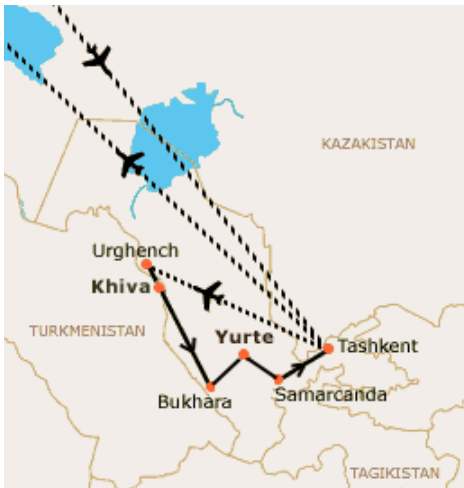 KAZAKISTAN
Urghench
Khiva
TURKMENISTAN
Yurte
Tashkent
Bukhara
Samarcanda
TAGIKISTAN